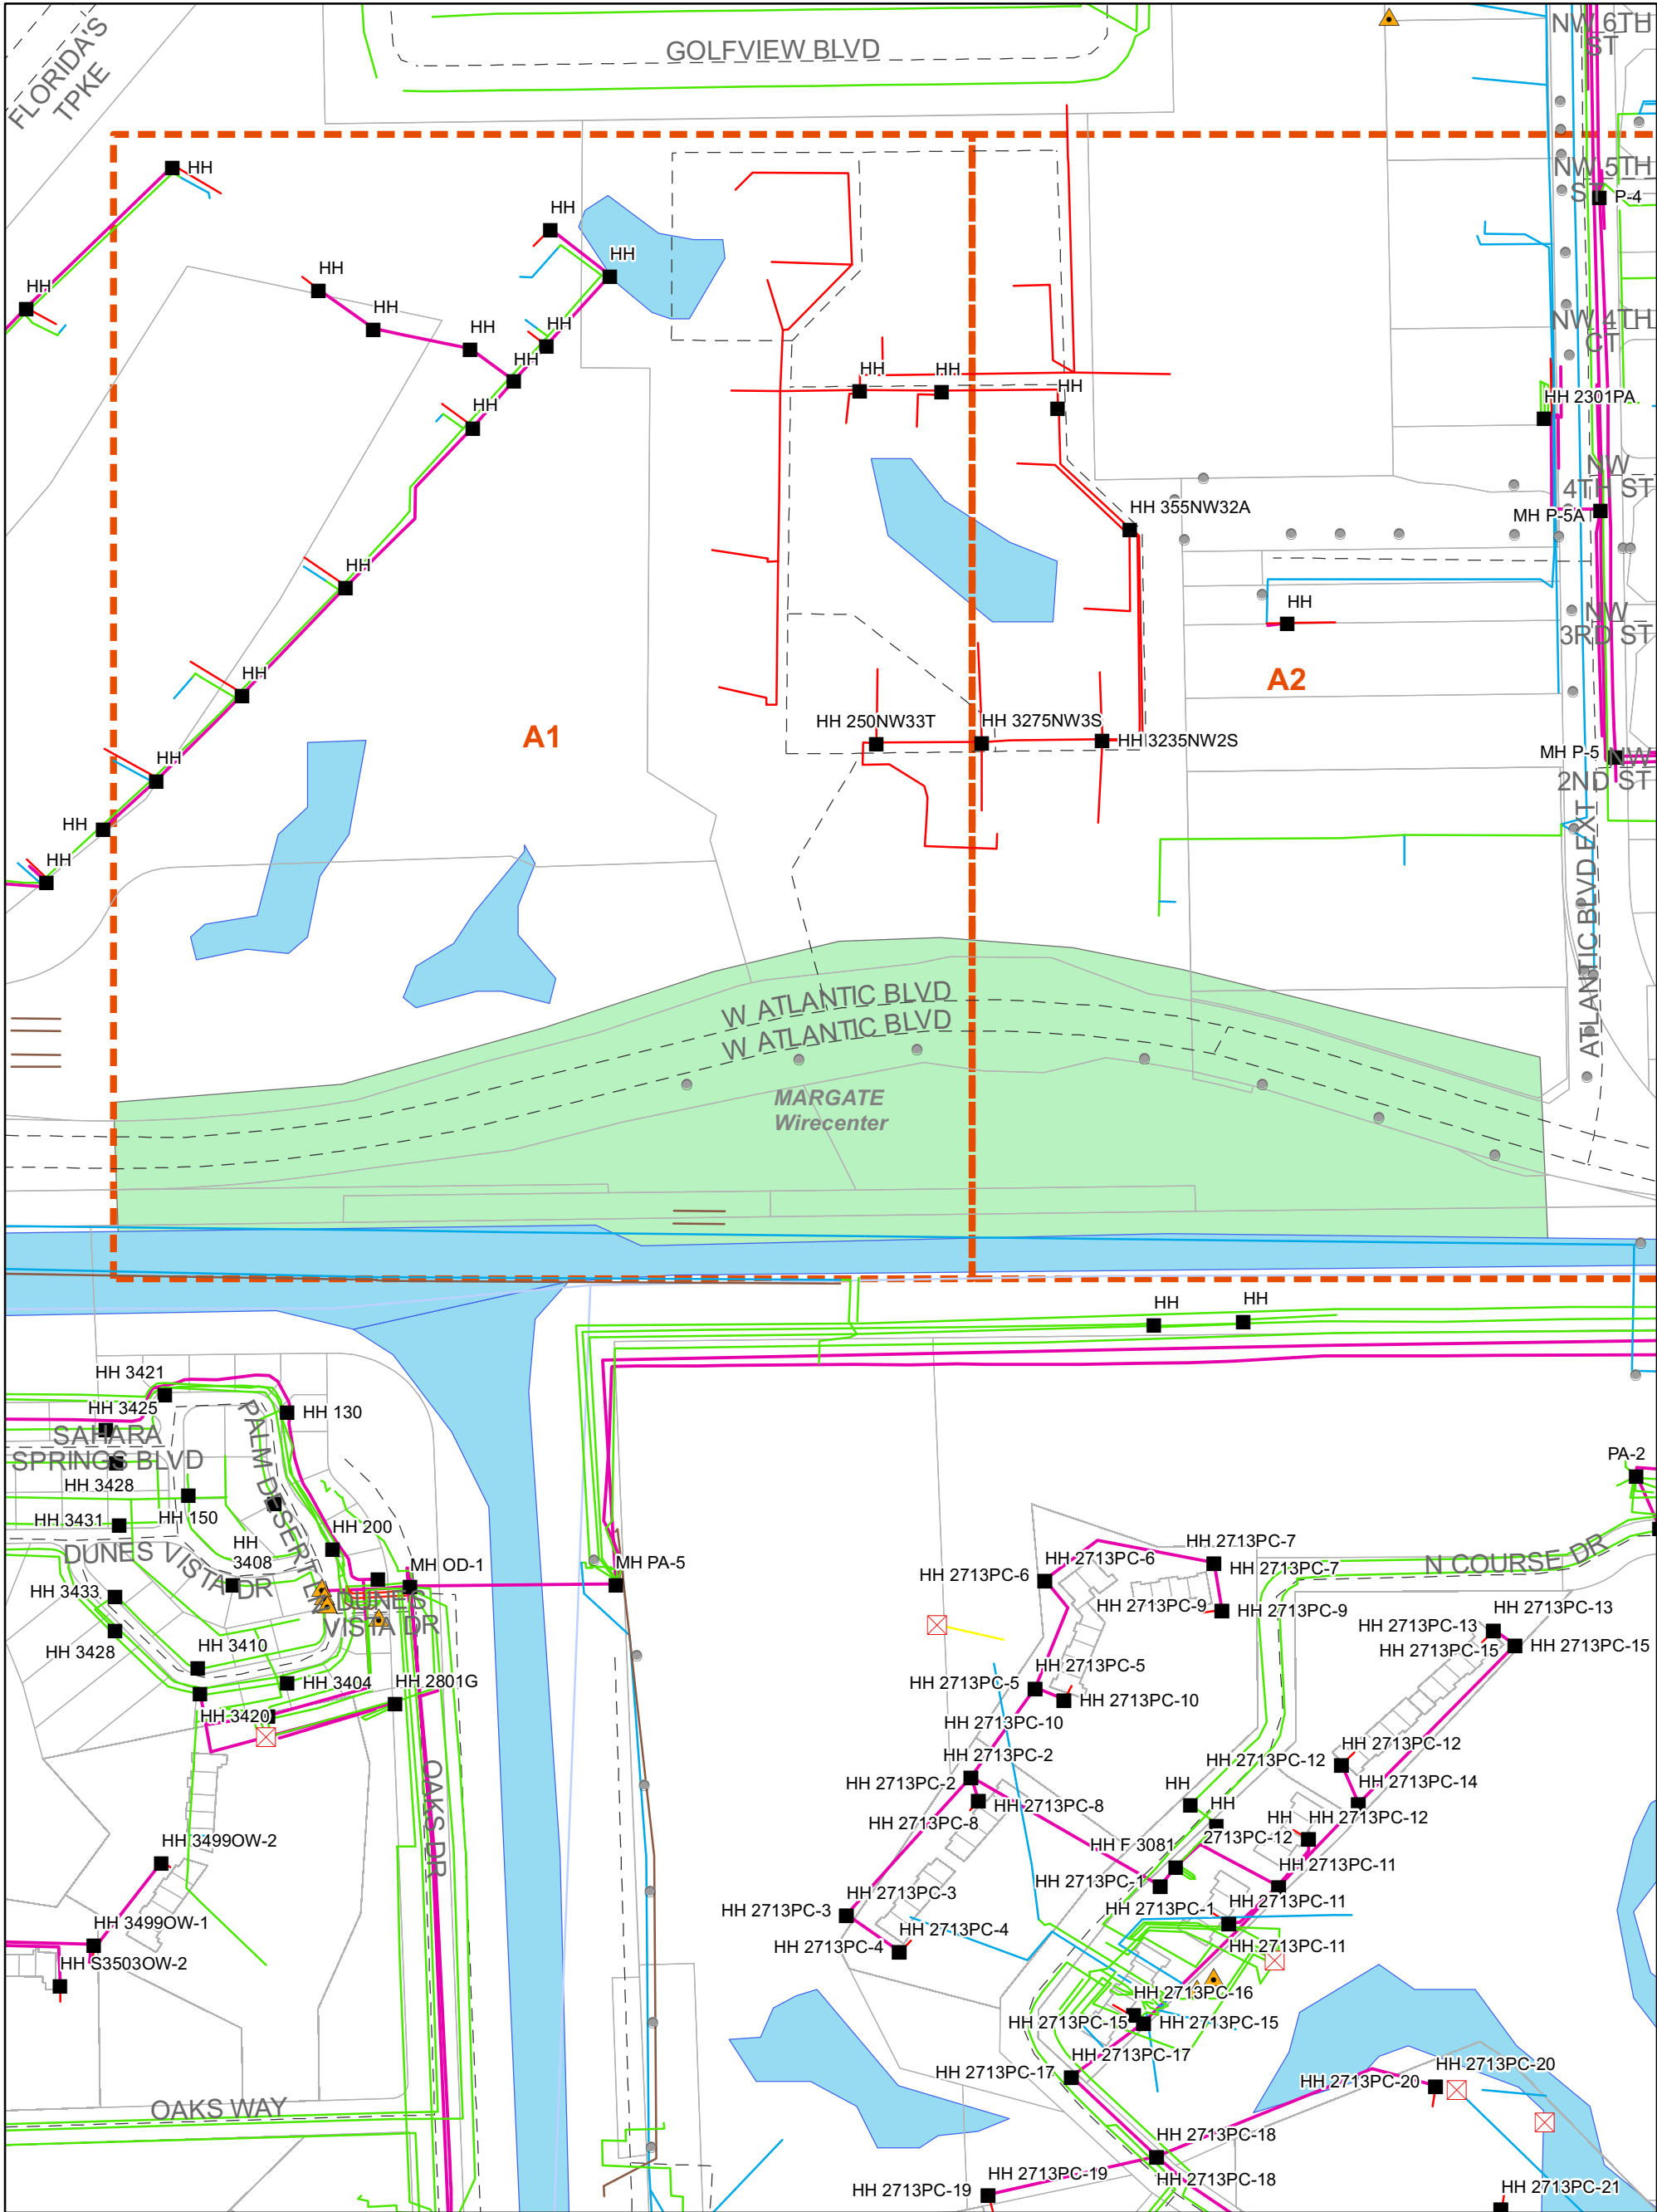 GOLFVIEW BLVD
FLORIDA'S
TPKE
NW 6TH
ST
HH
NW 5TH
ST
P-4
HH
HH
HH
HH
HH
NW 4TH
CT
HH
HH
HH
HH
HH
HH
HH 2301PA
HH
NW
4TH ST
HH 355NW32A
MH P-5A
HH
HH
NW
3RD ST
HH
A2
A1
HH 250NW33T
HH 3275NW3S
HH 3235NW2S
MH P-5
NW
2ND ST
HH
HH
HH
ATLANTIC BLVD EXT
W ATLANTIC BLVD
W ATLANTIC BLVD
MARGATE
Wirecenter
HH
HH
HH 3421
HH 3425
HH 130
SAHARA
SPRINGS BLVD
PALM DESERT
PA-2
HH 3428
HH 150
HH 3431
HH 200
HH
3408
DUNES VISTA DR
MH OD-1
MH PA-5
HH 2713PC-7
HH 2713PC-6
HH 2713PC-7
HH 2713PC-6
N COURSE DR
HH 3433
DUNES
VISTA DR
HH 2713PC-9
HH 2713PC-9
HH 2713PC-13
HH 2713PC-13
HH 2713PC-15
HH 2713PC-15
HH 3428
HH 3410
HH 3404
HH 2801G
HH 2713PC-5
HH 2713PC-5
HH 2713PC-10
HH 3420
HH 2713PC-10
HH 2713PC-2
HH 2713PC-12
HH 2713PC-12
HH 2713PC-2
HH 2713PC-14
OAKS DR
HH
HH
HH 2713PC-8
HH 2713PC-8
HH
HH 2713PC-12
2713PC-12
HH F 3081
HH 3499OW-2
HH 2713PC-11
HH 2713PC-1
HH 2713PC-3
HH 2713PC-11
HH 2713PC-3
HH 2713PC-1
HH 3499OW-1
HH 2713PC-4
HH 2713PC-4
HH 2713PC-11
HH S3503OW-2
HH 2713PC-16
HH 2713PC-15
HH 2713PC-15
HH 2713PC-17
HH 2713PC-17
HH 2713PC-20
HH 2713PC-20
OAKS WAY
HH 2713PC-18
HH 2713PC-19
HH 2713PC-18
HH 2713PC-19
HH 2713PC-21